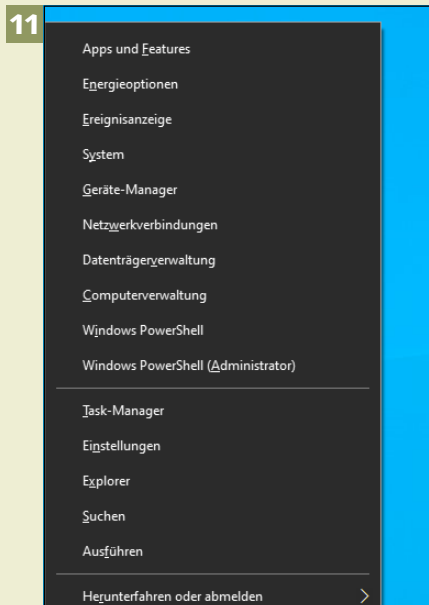 11
Apps und Features
Energieoptionen
Ereignisanzeige
System
Geräte-Manager
Netzwerkverbindungen
Datenträgerverwaltung
Computerverwaltung
Windows PowerShell
Windows PowerShell (Administrator)
Task-Manager
Einstellungen
Explorer
Suchen
Ausführen
Herunterfahren oder abmelden